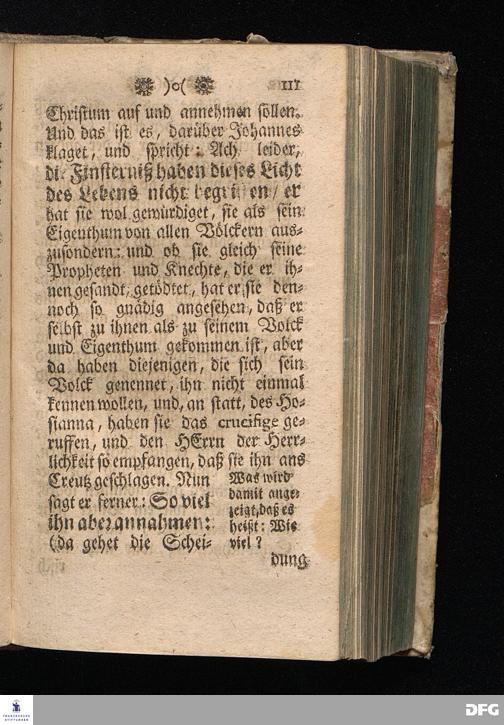 )o( 111
Christum auf und annehmen sollen.
Und das ist es, darüber Johannes
klaget, und spricht: Ach leider,
die Finsterniß haben dieses Licht
des Lebens nicht begriffen/ er
hat sie wol gewürdiget, sie als sein
Eigenthum von allen Völckern aus-
zusondern: und ob sie gleich seine
Propheten und Knechte, die er ih-
nen gesandt, getödtet, hat er sie den-
noch so gnädig angesehen, daß er
selbst zu ihnen als zu seinem Volck
und Eigenthum gekommen ist, aber
da haben diejenigen, die sich sein
Volck genennet, ihn nicht einmal
kennen wollen, und, an statt, des Ho-
sianna, haben sie das crucifige ge-
ruffen, und den HErrn der Herr-
lichkeit so empfangen, daß sie ihn ans
Creutz geschlagen. Nun
sagt er ferner: So viel
ihn aber annahmen:
(da gehet die Schei-
Was wird
damit ange-
zeigt, daß es
heißt: Wie
viel?
dung
FRANCKESCHE
STIFTUNGEN
DFG